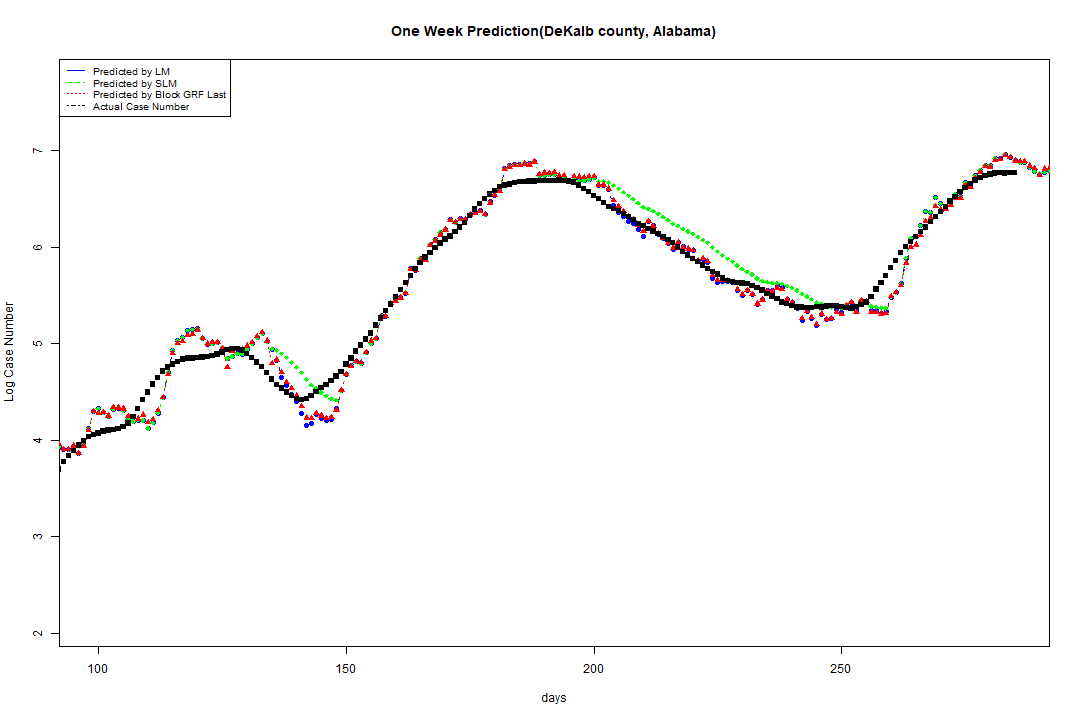 One Week Prediction(DeKalb county, Alabama)
Predicted by LM
Predicted by SLM
Predicted by Block GRF Last
Actual Case Number
7
6
5
4
3
2
Log Case Number
100 150 200 250
days